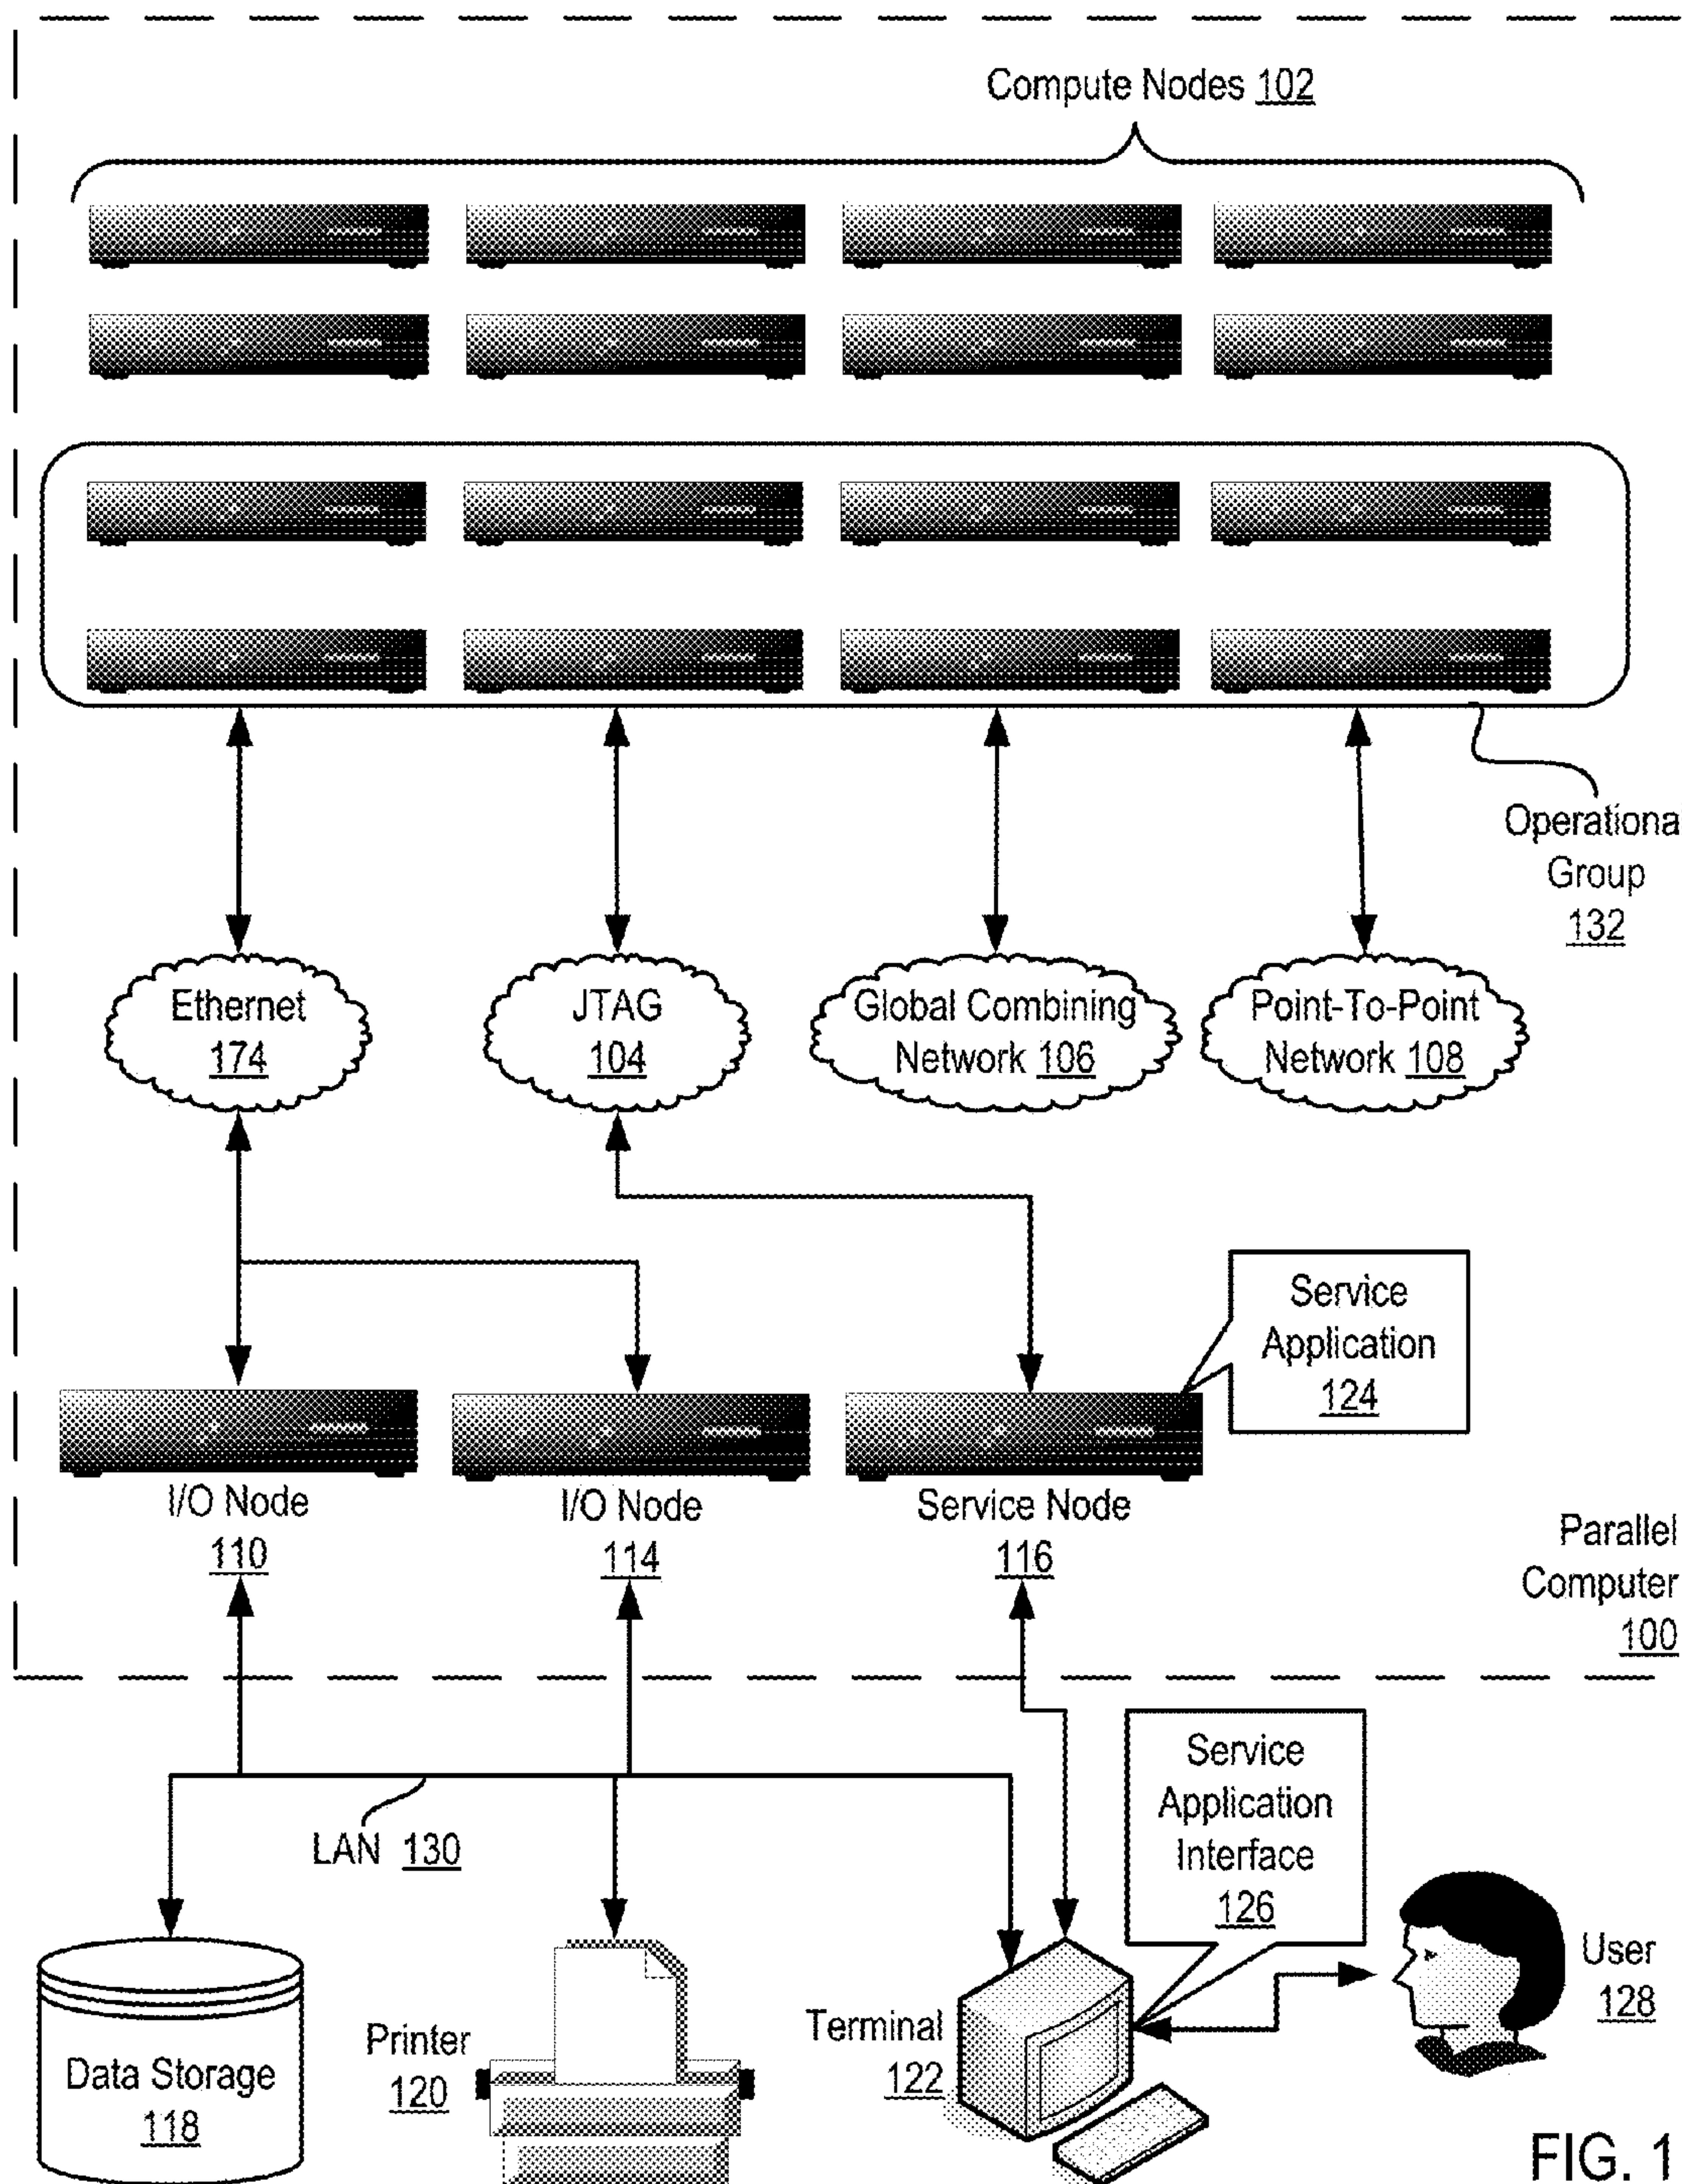 Compute Nodes 102
Operationa
Group
132
Ethernet
174
JTAG
104
Global Combining
Network 106
Point-To-Point
Network 108
Service
Application
124
I/O Node
110
I/O Node
114
Service Node
116
Parallel
Computer
100
LAN 130
Service
Application
Interface
126
User
128
Data Storage
118
Printer
120
Terminal
122
FIG. 1